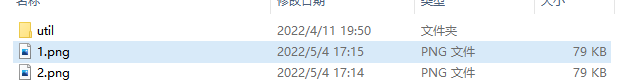 名称 修改日期 类型 大小
util 2022/4/11 19:50 文件夹
1.png 2022/5/4 17:15 PNG 文件 79 KB
2.png 2022/5/4 17:14 PNG 文件 79 KB